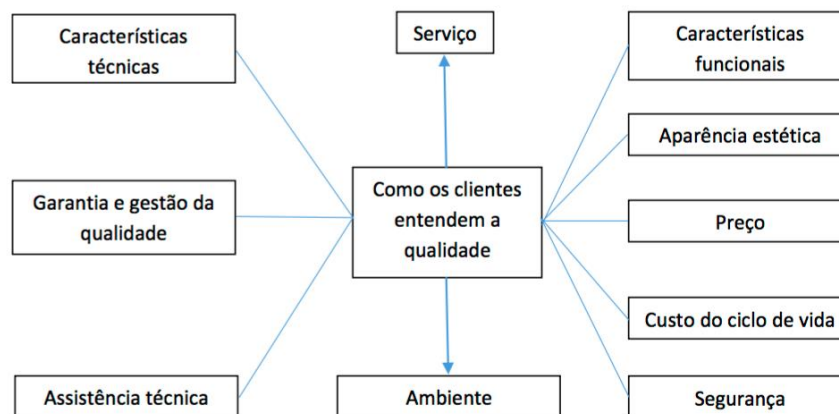 Características
técnicas
Serviço
Características
funcionais
Aparência estética
Garantia e gestão da
qualidade
Como os clientes
entendem a
qualidade
Preço
Custo do ciclo de vida
Assistência técnica
Ambiente
Segurança